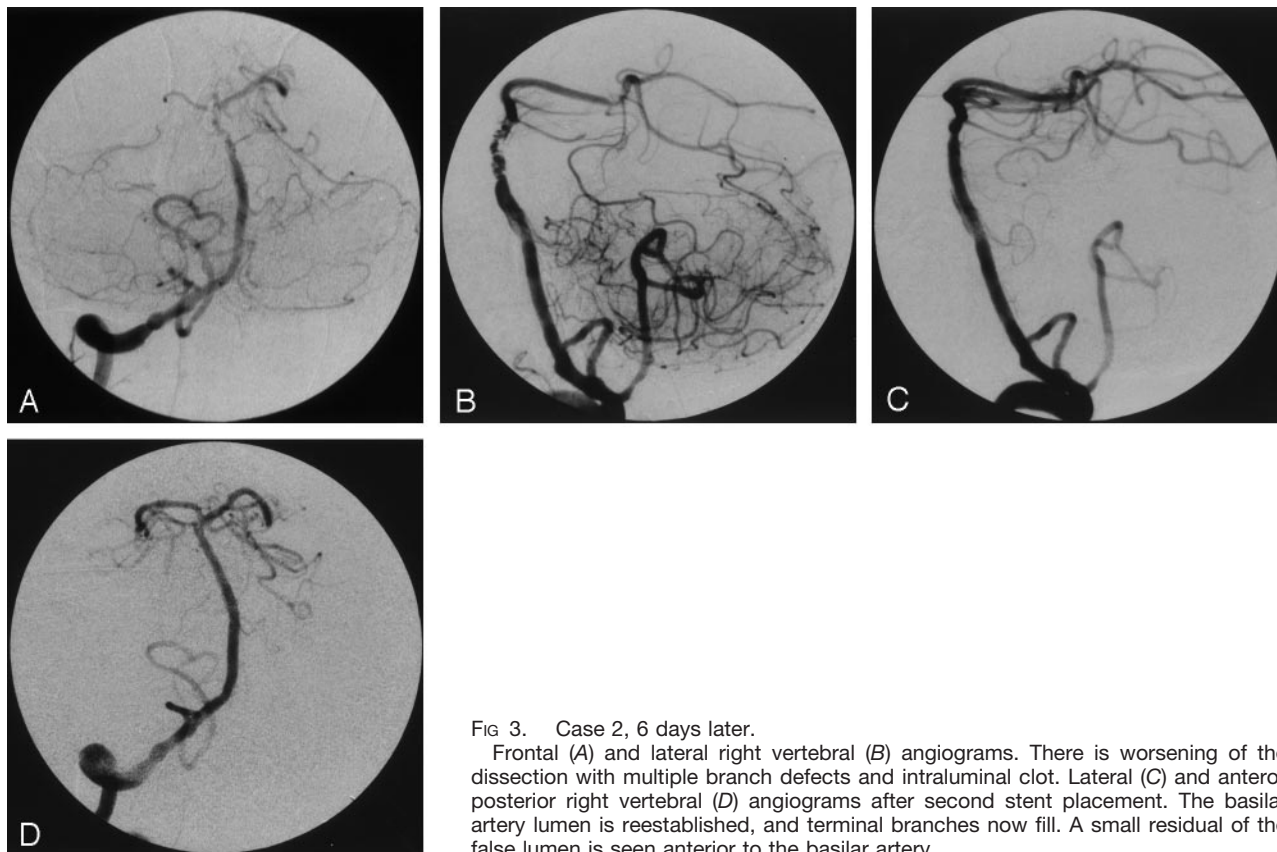 A
B
C
D
FIG 3. Case 2, 6 days later.
Frontal (A) and lateral right vertebral (B) angiograms. There is worsening of the
dissection with multiple branch defects and intraluminal clot. Lateral (C) and antero-
posterior right vertebral (D) angiograms after second stent placement. The basilar
artery lumen is reestablished, and terminal branches now fill. A small residual of the
false lumen is seen anterior to the basilar artery.